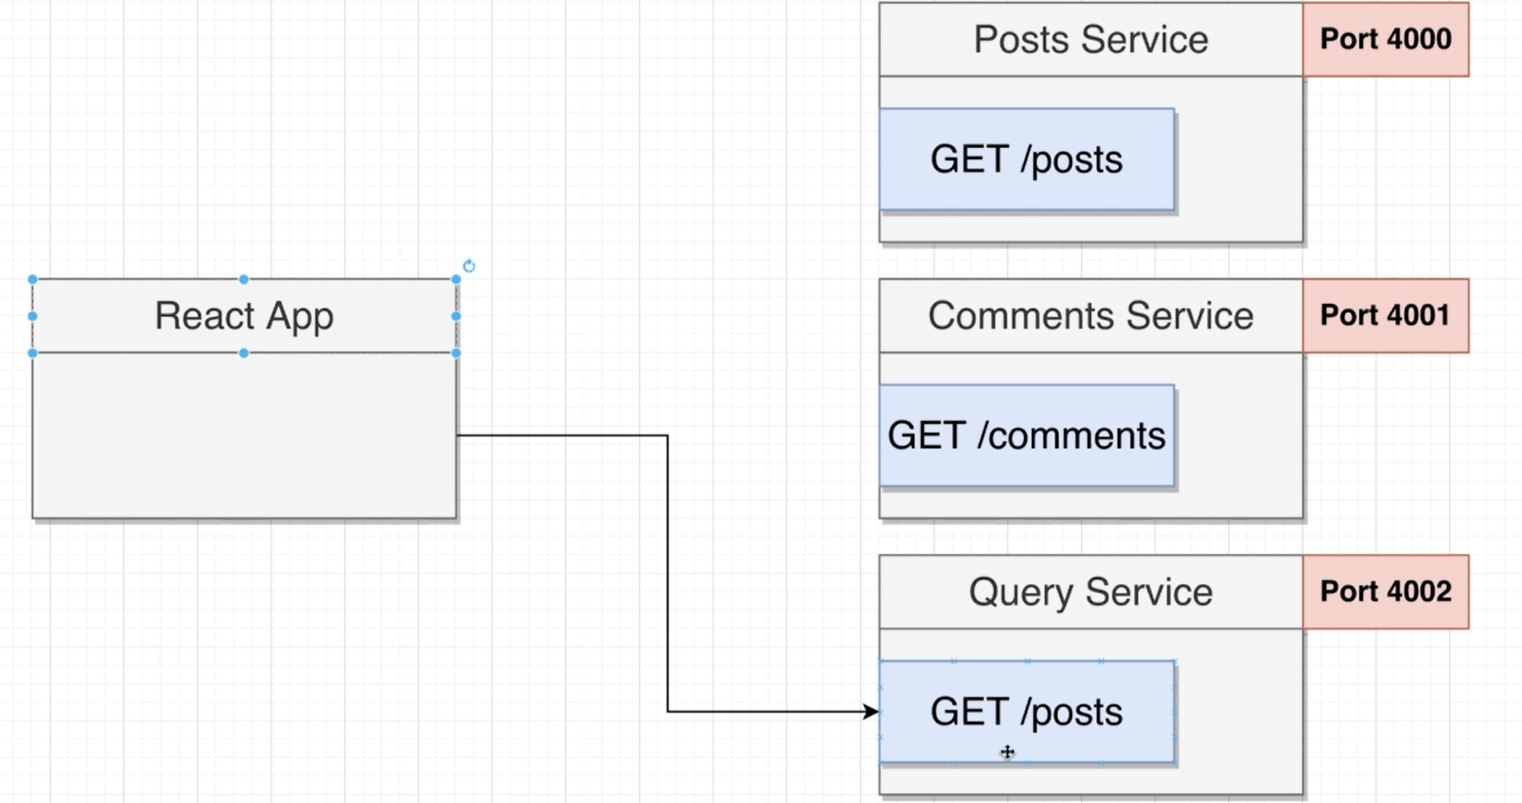 Posts Service
Port 4000
GET /posts
React App
Comments Service
Port 4001
GET /comments
Query Service
Port 4002
GET /posts